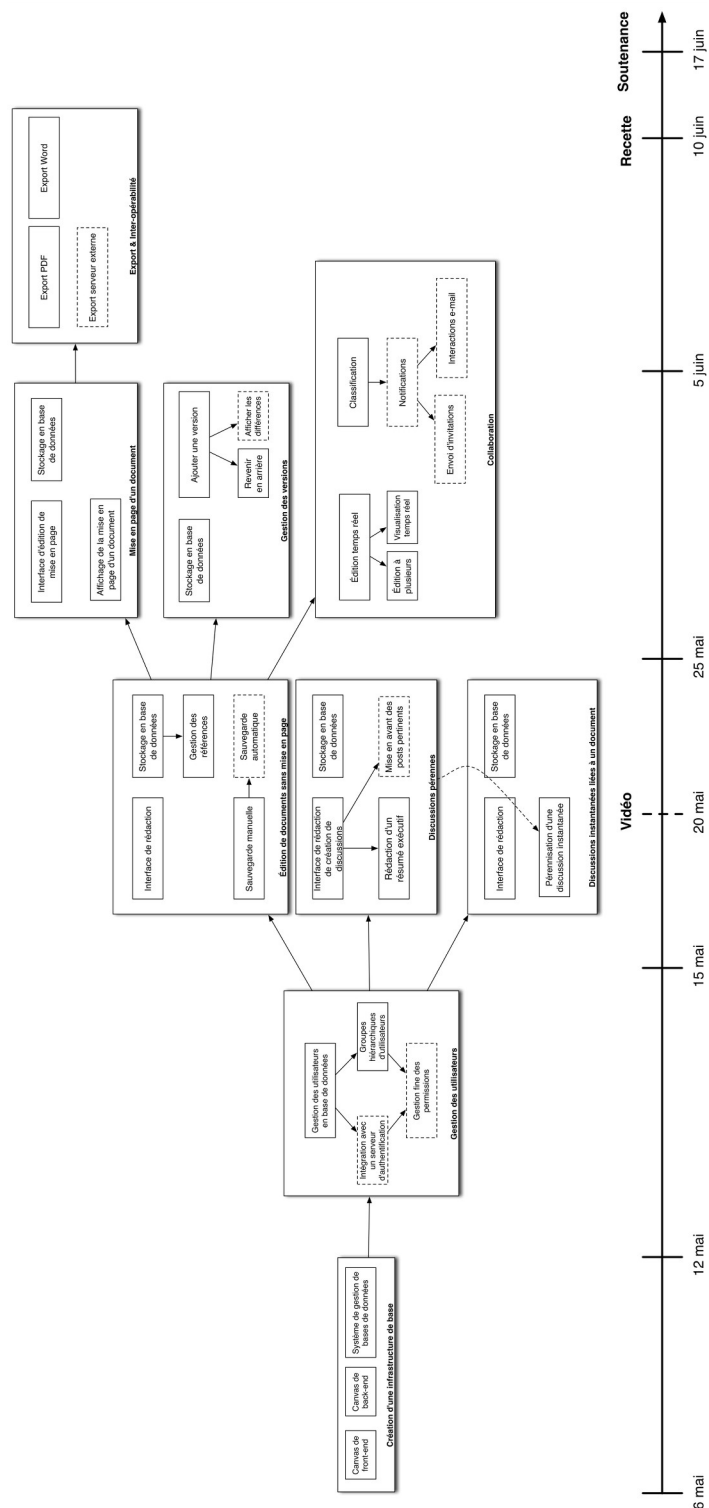 Canvas de
front-end
Canvas de
back-end
Système de gestion de
bases de données
Création d'une infrastructure de base
Gestion des utilisateurs
en base de données
Intégration avec
un serveur
d'authentification
Groupes
hiérarchiques
d'utilisateurs
Gestion fine des
permissions
Gestion des utilisateurs
Interface de rédaction
Stockage en base
de données
Gestion des
références
Sauvegarde manuelle
Sauvegarde
automatique
Édition de documents sans mise en page
Interface de rédaction
de création de
discussions
Stockage en base
de données
Rédaction d'un
résumé exécutif
Mise en avant des
posts pertinents
Discussions pérennes
Interface de rédaction
Stockage en base
de données
Pérennisation d'une
discussion instantanée
Discussions instantanées liées à un document
Interface d'édition de
mise en page
Stockage en base
de données
Affichage de la mise en
page d'un document
Mise en page d'un document
Stockage en base
de données
Ajouter une version
Revenir
en arrière
Afficher les
différences
Gestion des versions
Édition temps réel
Édition à
plusieurs
Visualisation
temps réel
Classification
Notifications
Envoi d'invitations
Interactions e-mail
Collaboration
Export PDF
Export Word
Export serveur externe
Export & Inter-opérabilité
Vidéo
Recette
Soutenance
6 mai
12 mai
15 mai
20 mai
25 mai
5 juin
10 juin
17 juin